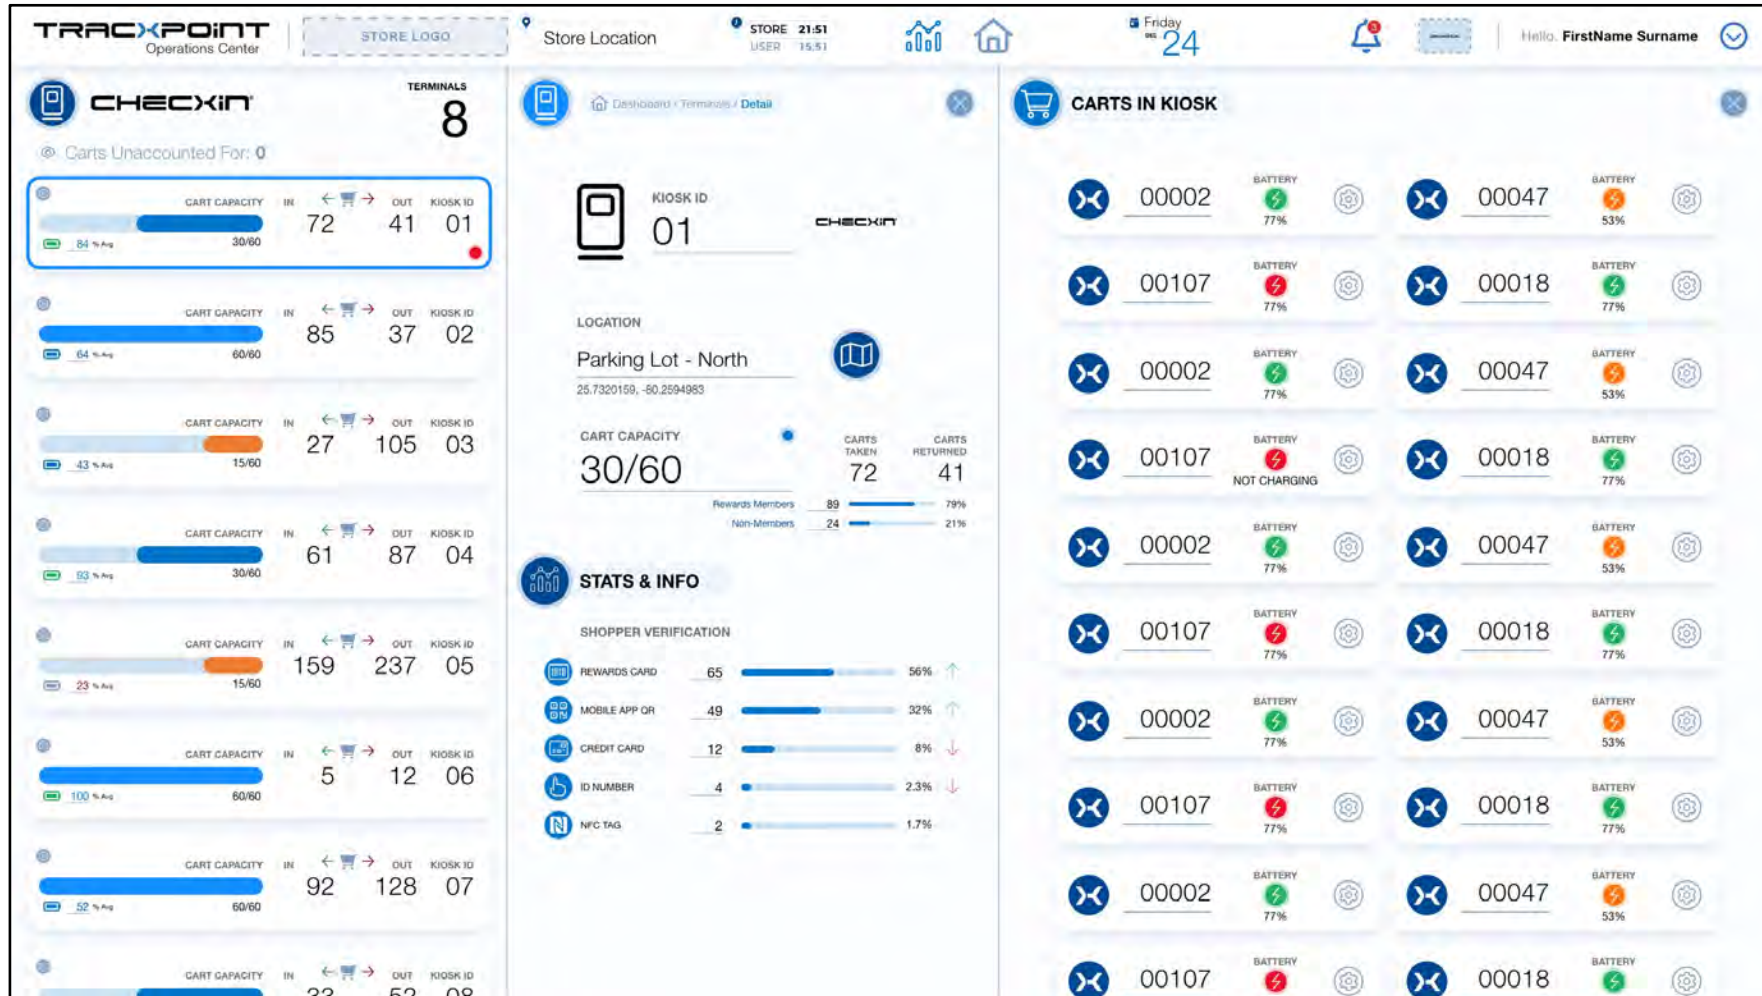 TRACXPOiNT
Operations Center
STORE LOGO
Store Location
STORE 21:51
USER 15:51
Friday
24
3
Hello, FirstName Surname
CHECXiN
TERMINALS
8
Carts Unaccounted For: 0
CART CAPACITY IN OUT KIOSK ID
72 41 01
84 % Avg 30/60
CART CAPACITY IN OUT KIOSK ID
85 37 02
64 % Avg 60/60
CART CAPACITY IN OUT KIOSK ID
27 105 03
43 % Avg 15/60
CART CAPACITY IN OUT KIOSK ID
61 87 04
93 % Avg 30/60
CART CAPACITY IN OUT KIOSK ID
159 237 05
23 % Avg 15/60
CART CAPACITY IN OUT KIOSK ID
5 12 06
100 % Avg 60/60
CART CAPACITY IN OUT KIOSK ID
92 128 07
52 % Avg 60/60
CART CAPACITY IN OUT KIOSK ID
33 52 08
Dashboard / Terminals / Detail
KIOSK ID
01
CHECXiN
LOCATION
Parking Lot - North
25.7320159, -80.2594983
CART CAPACITY
30/60
CARTS TAKEN
72
CARTS RETURNED
41
Rewards Members 89 79%
Non-Members 24 21%
STATS & INFO
SHOPPER VERIFICATION
REWARDS CARD 65 56%
MOBILE APP QR 49 32%
CREDIT CARD 12 8%
ID NUMBER 4 2.3%
NFC TAG 2 1.7%
CARTS IN KIOSK
00002 BATTERY 77%
00047 BATTERY 53%
00107 BATTERY 77%
00018 BATTERY 77%
00002 BATTERY 77%
00047 BATTERY 53%
00107 BATTERY NOT CHARGING
00018 BATTERY 77%
00002 BATTERY 77%
00047 BATTERY 53%
00107 BATTERY 77%
00018 BATTERY 77%
00002 BATTERY 77%
00047 BATTERY 53%
00107 BATTERY 77%
00018 BATTERY 77%
00002 BATTERY 77%
00047 BATTERY 53%
00107 BATTERY
00018 BATTERY